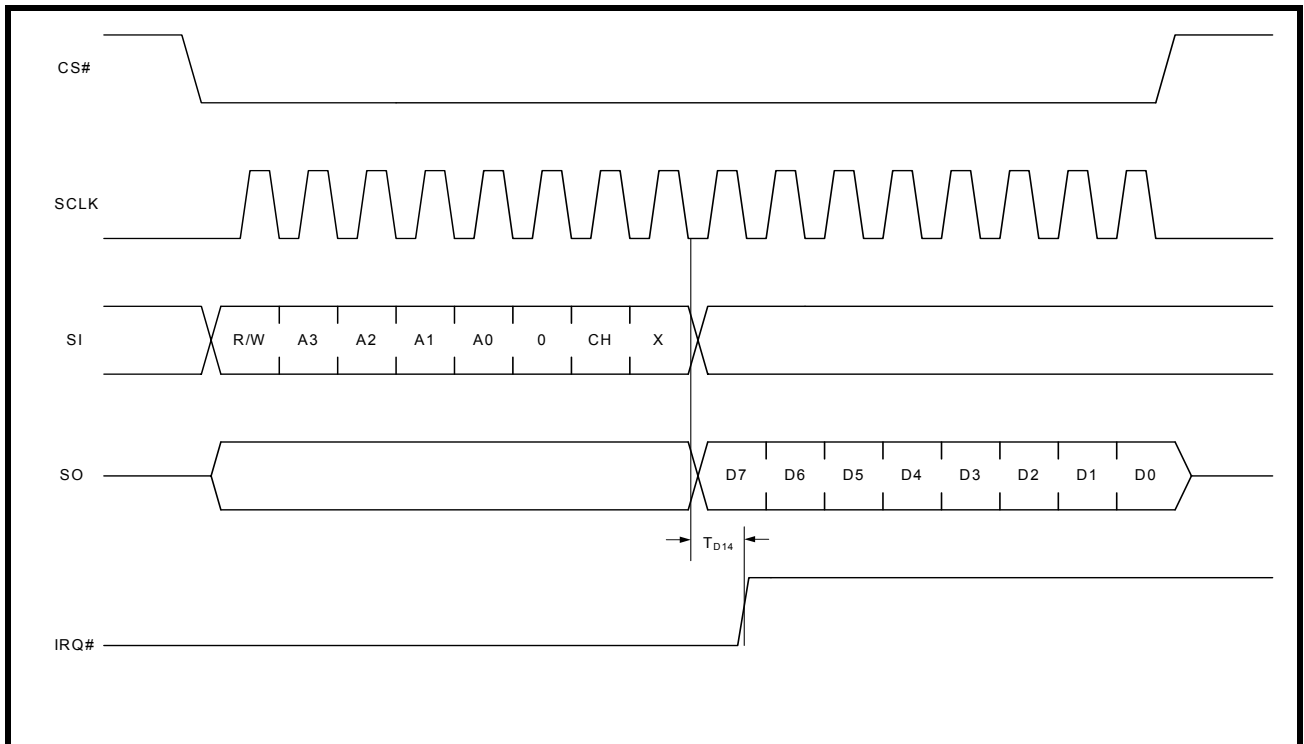 CS#
SCLK
SI R/W A3 A2 A1 A0 0 CH X
SO D7 D6 D5 D4 D3 D2 D1 D0
TD14
IRQ#